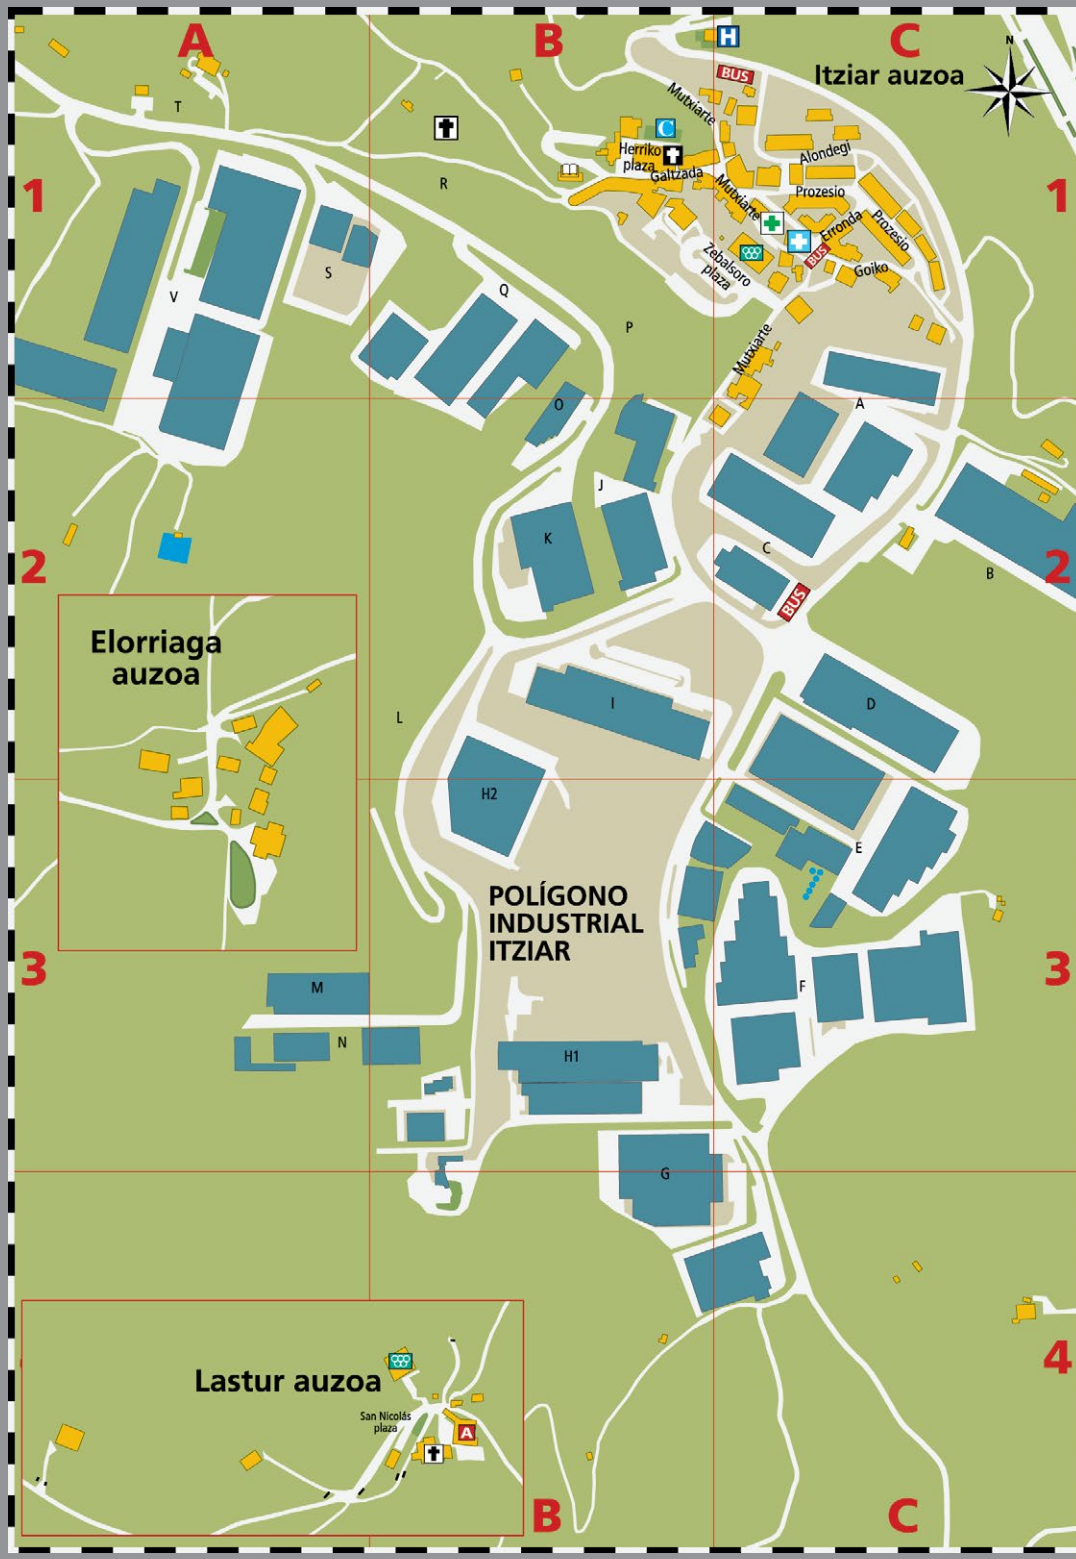 A
B
C
Itziar auzoa
N
H
BUS
Mutxiarte
T
C
Herriko
plaza
Galtzada
Alondegi
Mutxiarte
Prozesio
1
R
1
Erronda
Prozesio
BUS
Zebalsoro
plaza
Goiko
S
Q
V
P
Mutxiarte
O
A
J
K
C
2
2
B
BUS
Elorriaga
auzoa
L
I
D
H2
E
POLÍGONO
INDUSTRIAL
ITZIAR
3
3
M
F
N
H1
G
4
Lastur auzoa
San Nicolás
plaza
A
B
C